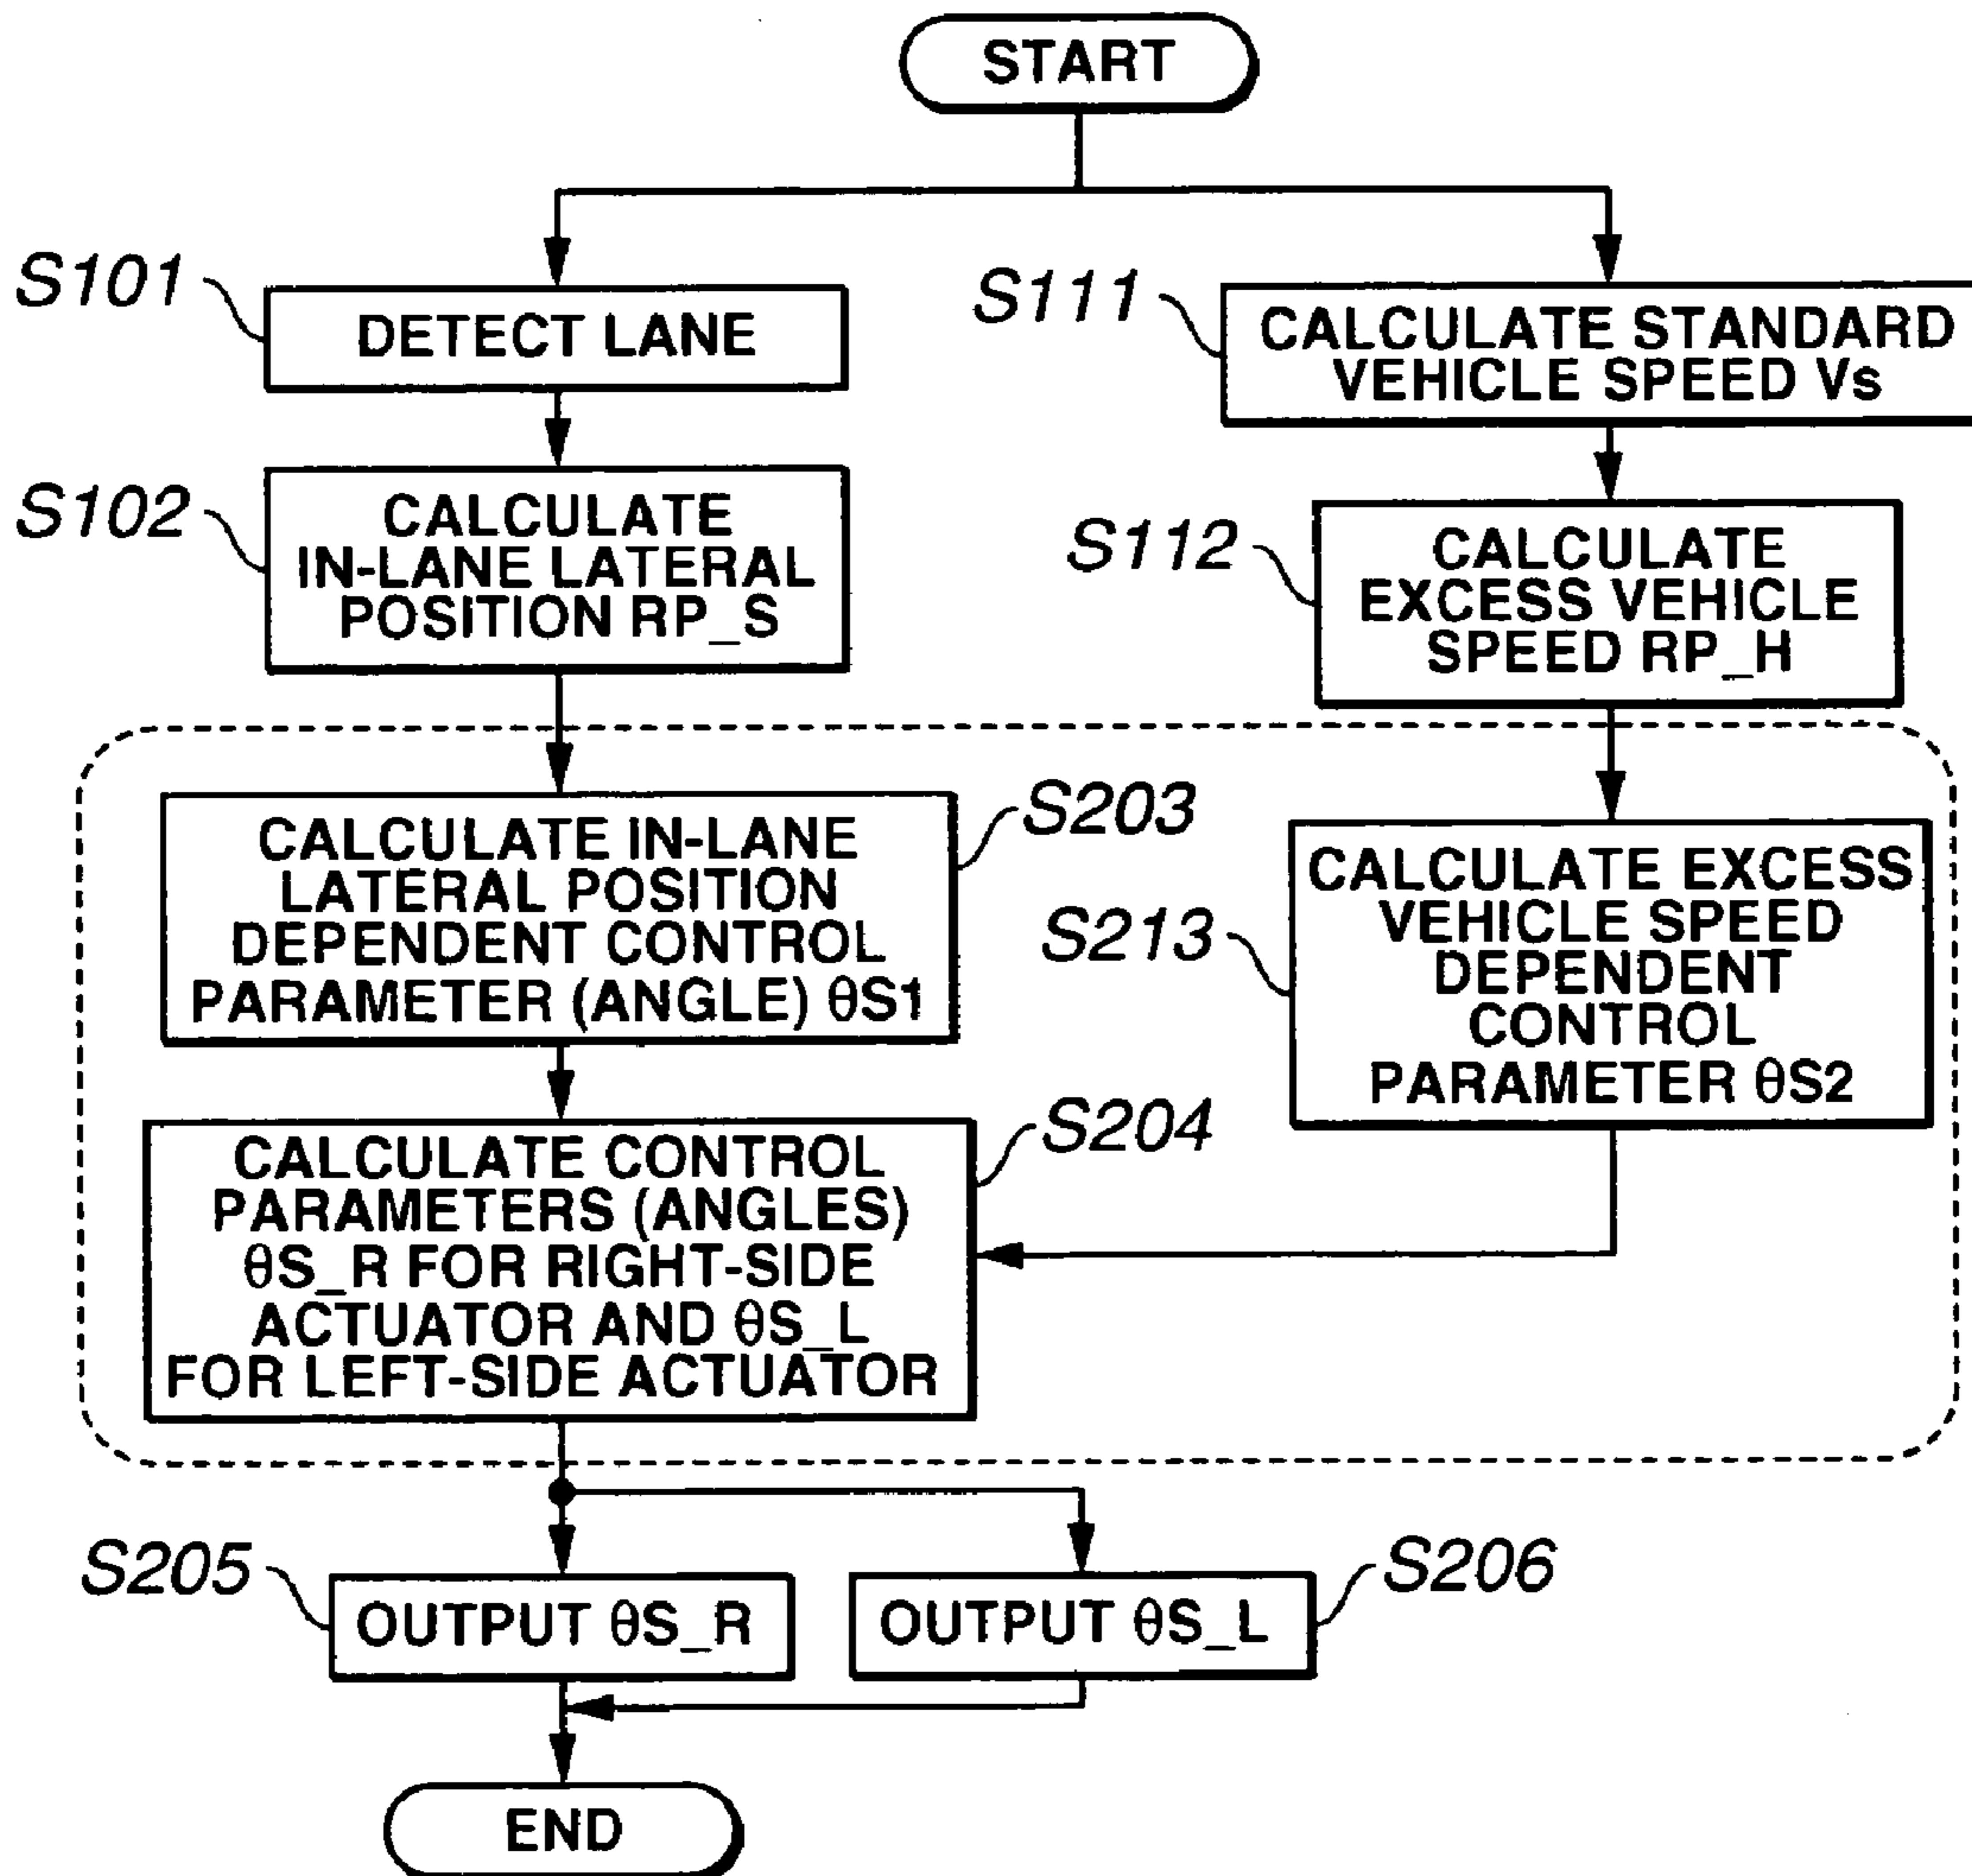 START
S101
DETECT LANE
S111
CALCULATE STANDARD
VEHICLE SPEED Vs
S102
CALCULATE
IN-LANE LATERAL
POSITION RP_S
S112
CALCULATE
EXCESS VEHICLE
SPEED RP_H
S203
CALCULATE IN-LANE
LATERAL POSITION
DEPENDENT CONTROL
PARAMETER (ANGLE) θS1
S213
CALCULATE EXCESS
VEHICLE SPEED
DEPENDENT
CONTROL
PARAMETER θS2
S204
CALCULATE CONTROL
PARAMETERS (ANGLES)
θS_R FOR RIGHT-SIDE
ACTUATOR AND θS_L
FOR LEFT-SIDE ACTUATOR
S205
OUTPUT θS_R
OUTPUT θS_L
S206
END